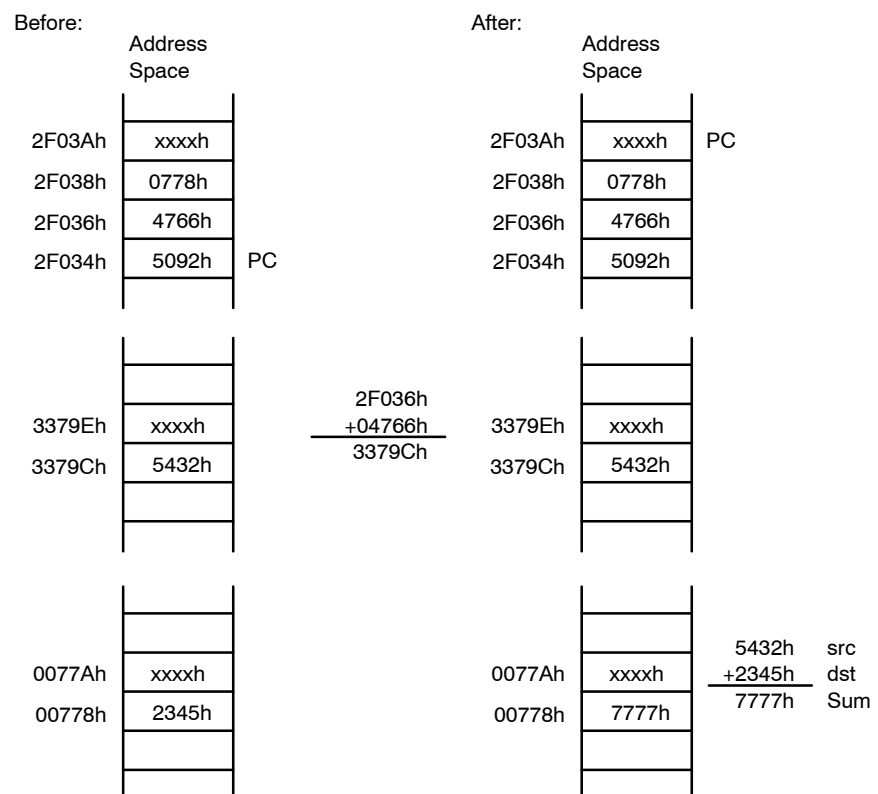 Before:
Address
Space
2F03Ah xxxxh
2F038h 0778h
2F036h 4766h
2F034h 5092h PC
3379Eh xxxxh
3379Ch 5432h
0077Ah xxxxh
00778h 2345h
2F036h
+04766h
3379Ch
After:
Address
Space
2F03Ah xxxxh PC
2F038h 0778h
2F036h 4766h
2F034h 5092h
3379Eh xxxxh
3379Ch 5432h
0077Ah xxxxh
00778h 7777h
5432h src
+2345h dst
7777h Sum